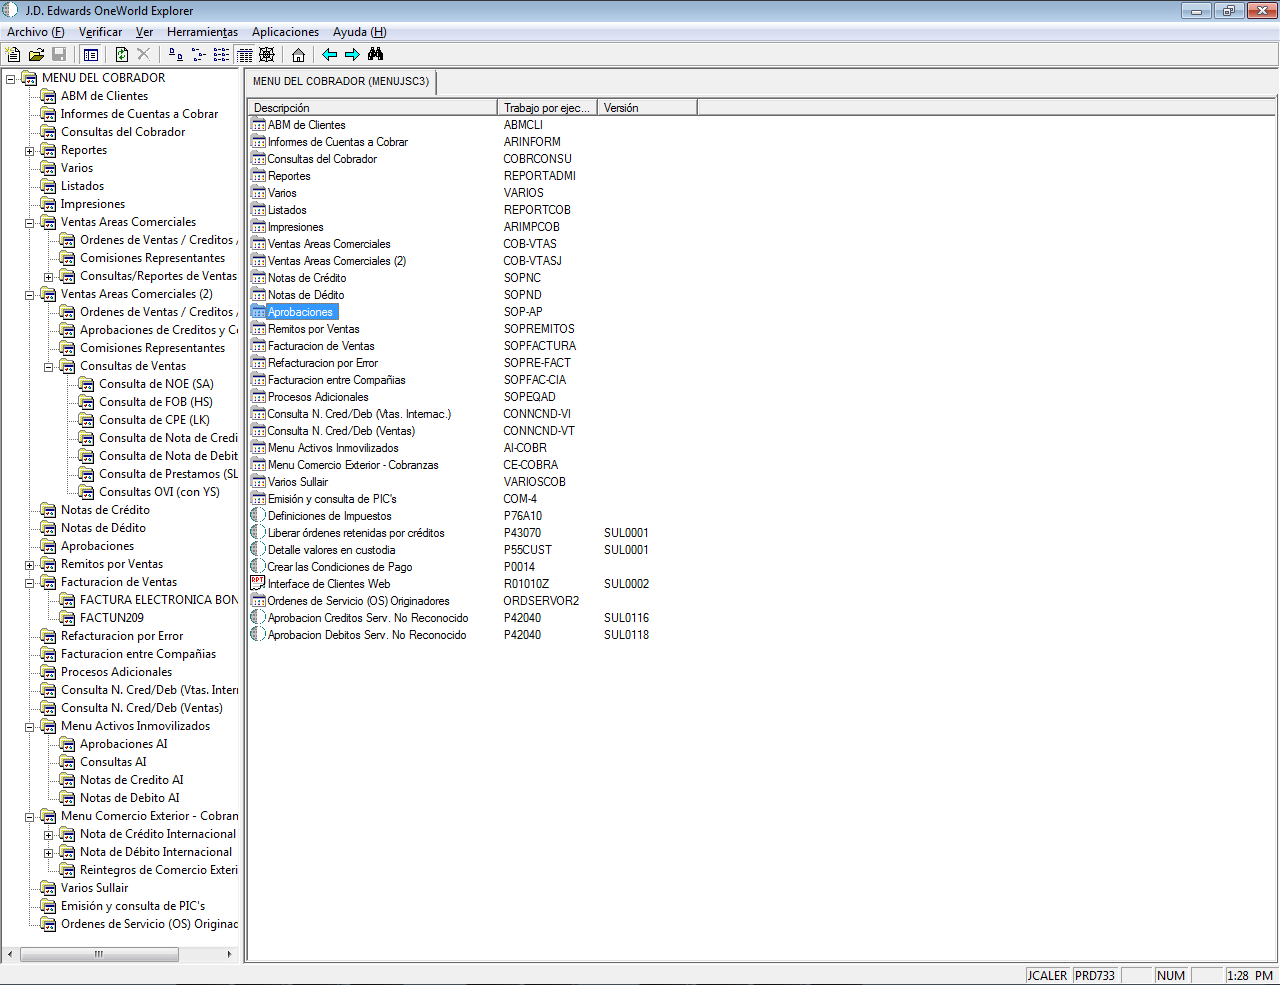 J.D. Edwards OneWorld Explorer
Archivo (F) Verificar Ver Herramientas Aplicaciones Ayuda (H)
MENU DEL COBRADOR
ABM de Clientes
Informes de Cuentas a Cobrar
Consultas del Cobrador
Reportes
Varios
Listados
Impresiones
Ventas Areas Comerciales
Ordenes de Ventas / Creditos /
Comisiones Representantes
Consultas/Reportes de Ventas
Ventas Areas Comerciales (2)
Ordenes de Ventas / Creditos /
Aprobaciones de Creditos y Co
Comisiones Representantes
Consultas de Ventas
Consulta de NOE (SA)
Consulta de FOB (HS)
Consulta de CPE (LK)
Consulta de Nota de Credi
Consulta de Nota de Debit
Consulta de Prestamos (SL
Consultas OVI (con YS)
Notas de Crédito
Notas de Dédito
Aprobaciones
Remitos por Ventas
Facturacion de Ventas
FACTURA ELECTRONICA BON
FACTUN209
Refacturacion por Error
Facturacion entre Compañias
Procesos Adicionales
Consulta N. Cred/Deb (Vtas. Intern
Consulta N. Cred/Deb (Ventas)
Menu Activos Inmovilizados
Aprobaciones AI
Consultas AI
Notas de Credito AI
Notas de Debito AI
Menu Comercio Exterior - Cobran
Nota de Crédito Internacional
Nota de Débito Internacional
Reintegros de Comercio Exteri
Varios Sullair
Emisión y consulta de PIC's
Ordenes de Servicio (OS) Originad
MENU DEL COBRADOR (MENUJSC3)
Descripción Trabajo por ejec... Versión
ABM de Clientes ABMCLI
Informes de Cuentas a Cobrar ARINFORM
Consultas del Cobrador COBRCONSU
Reportes REPORTADMI
Varios VARIOS
Listados REPORTCOB
Impresiones ARIMPCOB
Ventas Areas Comerciales COB-VTAS
Ventas Areas Comerciales (2) COB-VTASJ
Notas de Crédito SOPNC
Notas de Dédito SOPND
Aprobaciones SOP-AP
Remitos por Ventas SOPREMITOS
Facturacion de Ventas SOPFACTURA
Refacturacion por Error SOPRE-FACT
Facturacion entre Compañias SOPFAC-CIA
Procesos Adicionales SOPEQAD
Consulta N. Cred/Deb (Vtas. Internac.) CONNCND-VI
Consulta N. Cred/Deb (Ventas) CONNCND-VT
Menu Activos Inmovilizados AI-COBR
Menu Comercio Exterior - Cobranzas CE-COBRA
Varios Sullair VARIOSCOB
Emisión y consulta de PIC's COM-4
Definiciones de Impuestos P76A10
Liberar órdenes retenidas por créditos P43070 SUL0001
Detalle valores en custodia P55CUST SUL0001
Crear las Condiciones de Pago P0014
RPT Interface de Clientes Web R01010Z SUL0002
Ordenes de Servicio (OS) Originadores ORDSERVOR2
Aprobacion Creditos Serv. No Reconocido P42040 SUL0116
Aprobacion Debitos Serv. No Reconocido P42040 SUL0118
JCALER PRD733 NUM 1:28 PM